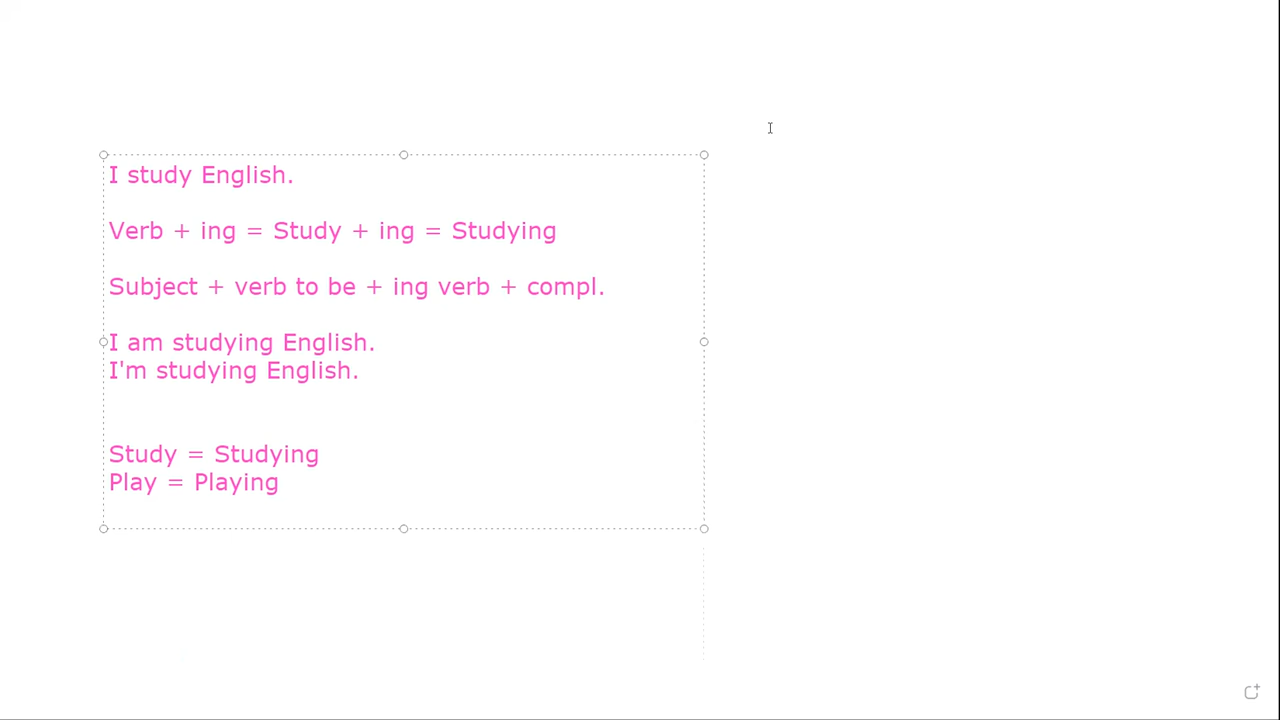 I study English.
Verb + ing = Study + ing = Studying
Subject + verb to be + ing verb + compl.
I am studying English.
I'm studying English.
Study = Studying
Play = Playing